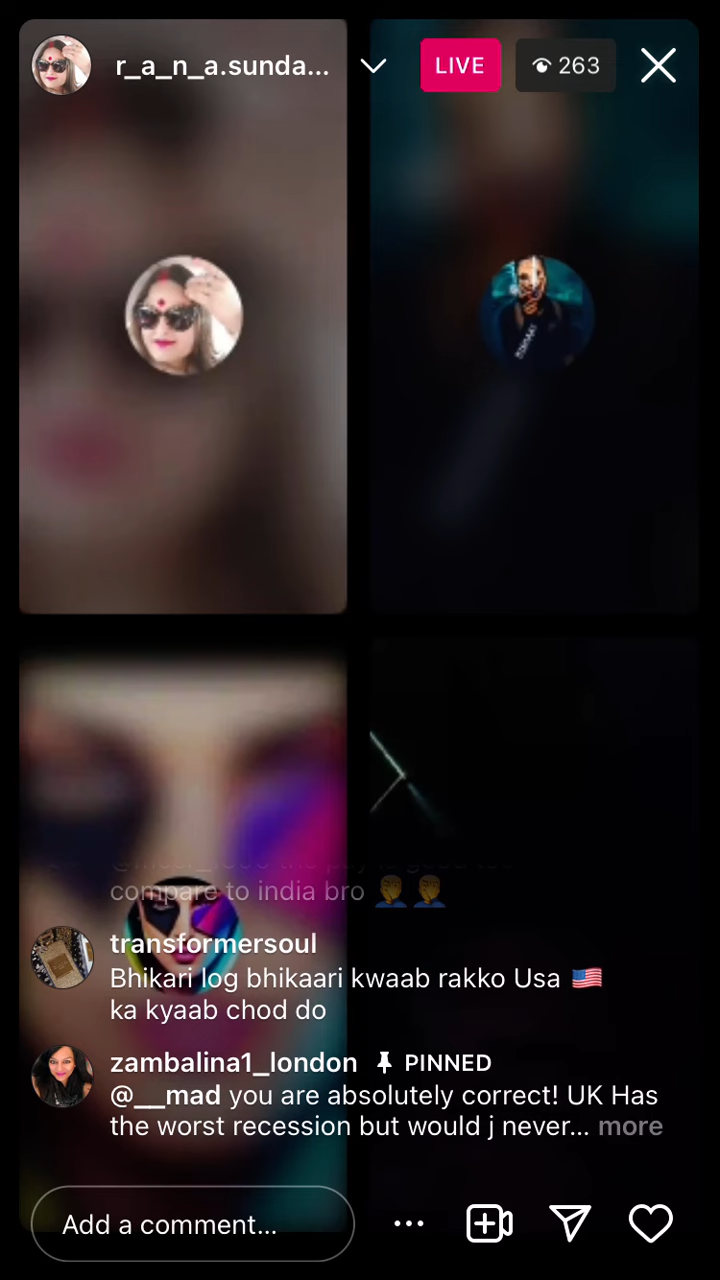 r_a_n_a.sunda...
LIVE
263
compare to india bro 🤦‍♂️🤦‍♂️
transformersoul
Bhikari log bhikaari kwaab rakko Usa 🇺🇸
ka kyaab chod do
zambalina1_london PINNED
@__mad you are absolutely correct! UK Has
the worst recession but would j never... more
Add a comment...